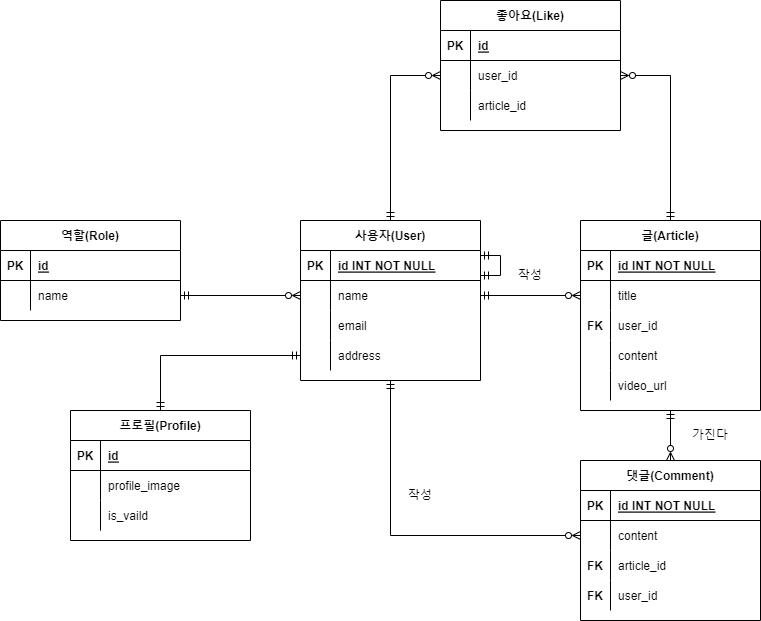 좋아요(Like)
PK id
user_id
article_id
역할(Role)
PK id
name
사용자(User)
PK id INT NOT NULL
name
email
address
작성
글(Article)
PK id INT NOT NULL
title
FK user_id
content
video_url
프로필(Profile)
PK id
profile_image
is_vaild
작성
가진다
댓글(Comment)
PK id INT NOT NULL
content
FK article_id
FK user_id